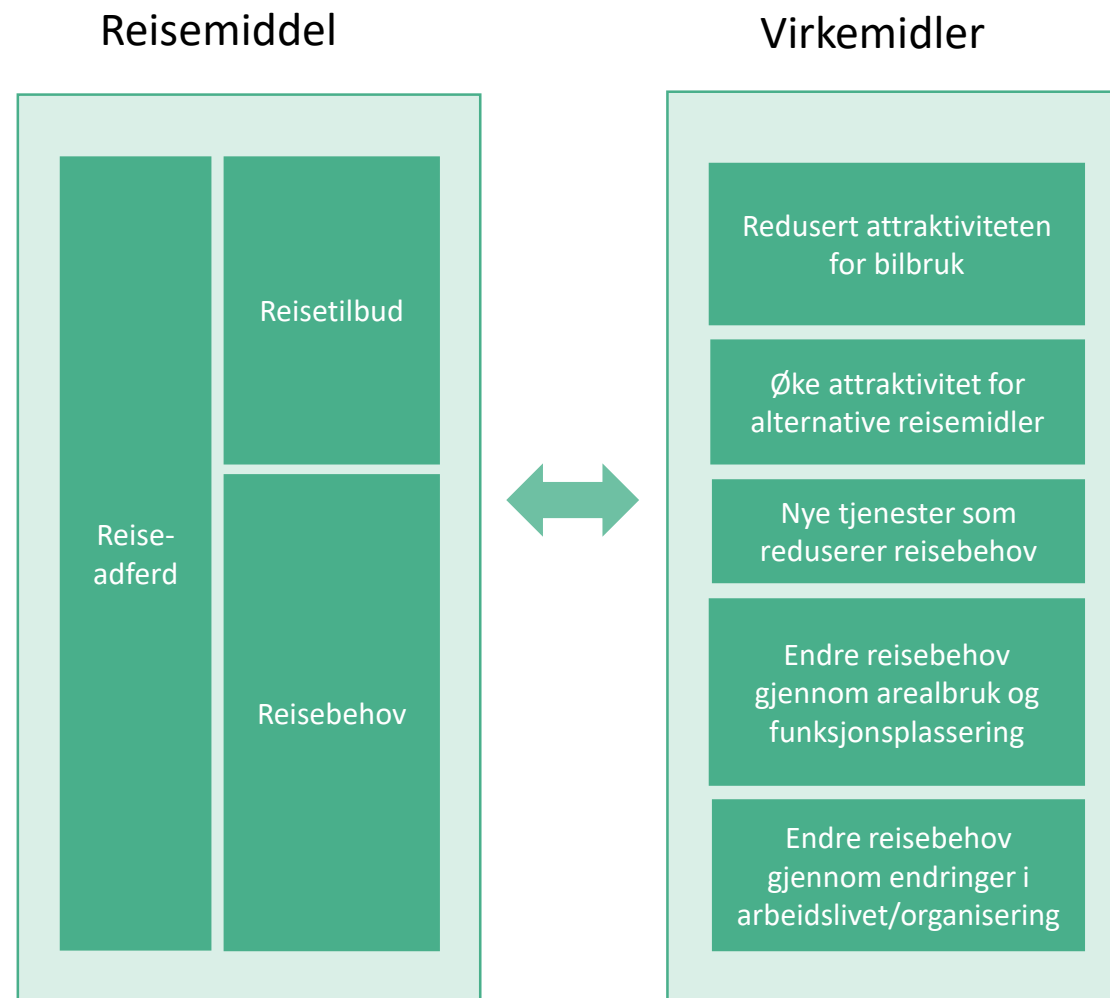 Reisemiddel
Reise-
adferd
Reisetilbud
Reisebehov
Virkemidler
Redusert attraktiviteten
for bilbruk
Øke attraktivitet for
alternative reisemidler
Nye tjenester som
reduserer reisebehov
Endre reisebehov
gjennom arealbruk og
funksjonsplassering
Endre reisebehov
gjennom endringer i
arbeidslivet/organisering